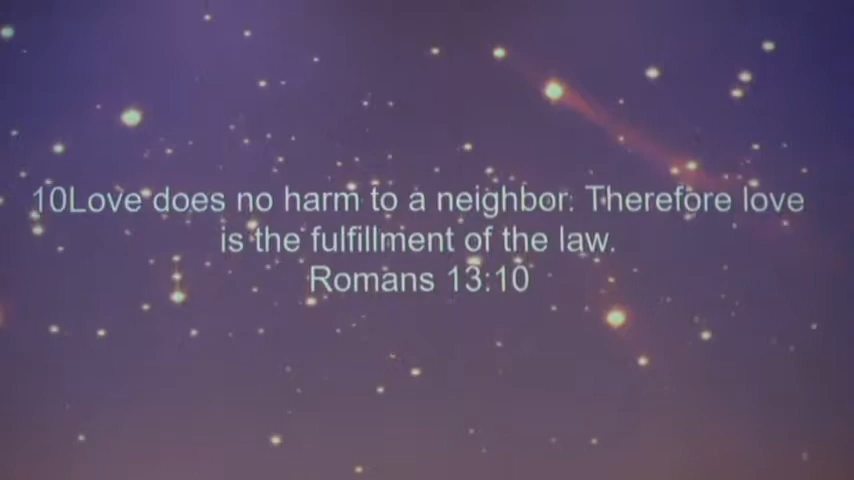 10Love does no harm to a neighbor: Therefore love
is the fulfillment of the law.
Romans 13:10